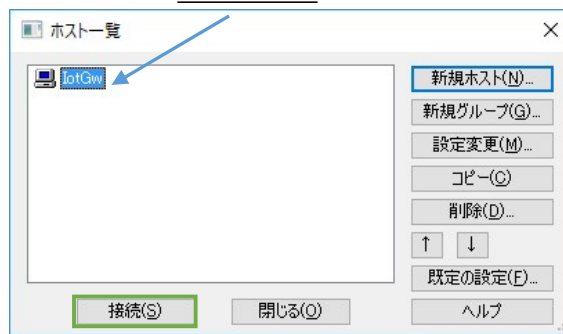 ホスト一覧
IotGw
新規ホスト(N)...
新規グループ(G)...
設定変更(M)...
コピー(C)
削除(D)...
↑ ↓
既定の設定(F)...
接続(S) 閉じる(O) ヘルプ